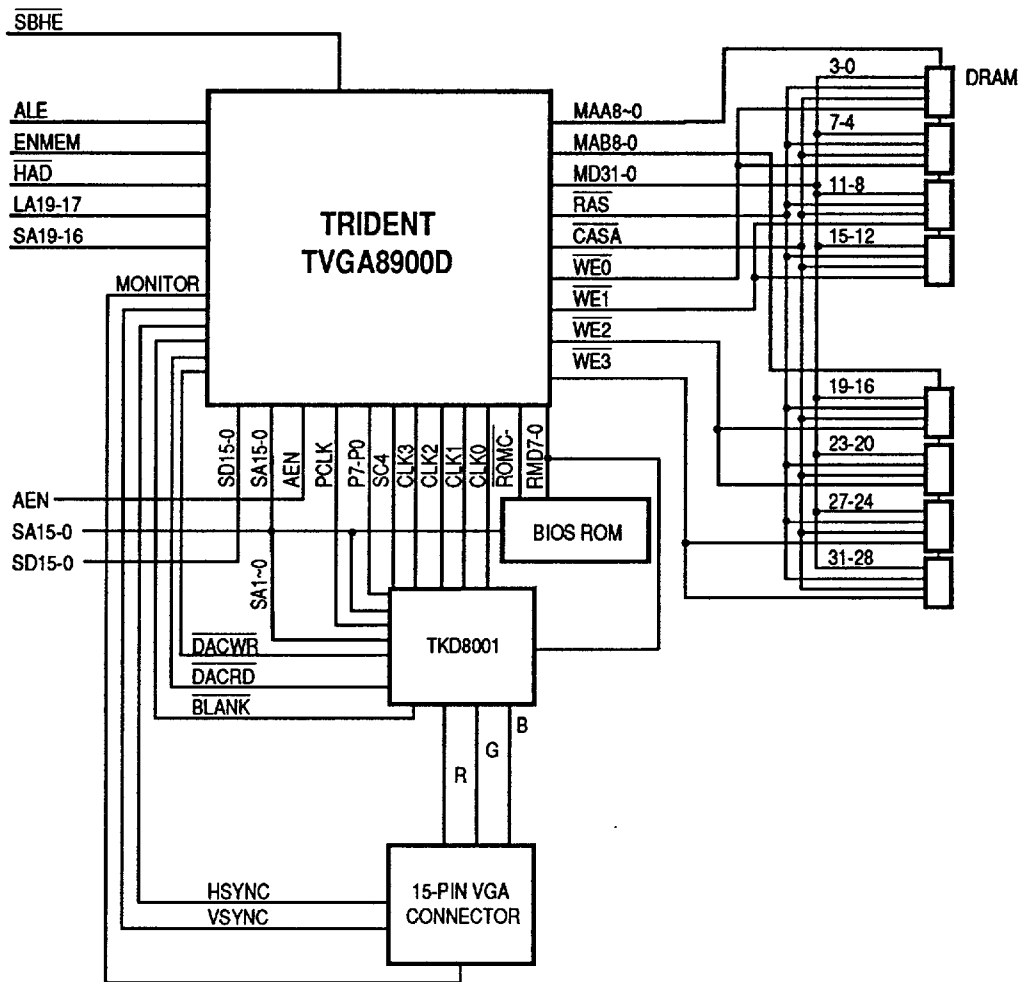 SBHE
ALE
ENMEM
HAD
LA19-17
SA19-16
MONITOR
TRIDENT
TVGA8900D
MAA8~0
MAB8-0
MD31-0
RAS
CASA
WE0
WE1
WE2
WE3
3-0
DRAM
7-4
11-8
15-12
19-16
23-20
27-24
31-28
SD15-0
SA15-0
AEN
PCLK
P7-P0
SC4
CLK3
CLK2
CLK1
CLK0
ROMC-
RMD7-0
AEN
SA15-0
SD15-0
BIOS ROM
SA1~0
TKD8001
DACWR
DACRD
BLANK
R
G
B
HSYNC
VSYNC
15-PIN VGA
CONNECTOR